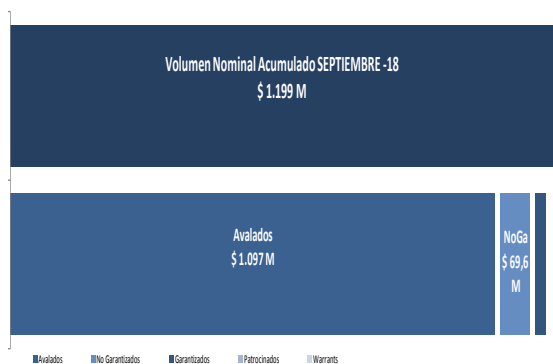 Volumen Nominal Acumulado SEPTIEMBRE -18
$ 1.199 M
Avalados
$ 1.097 M
NoGa
$ 69,6
M
Avalados No Garantizados Garantizados Patrocinados Warrants